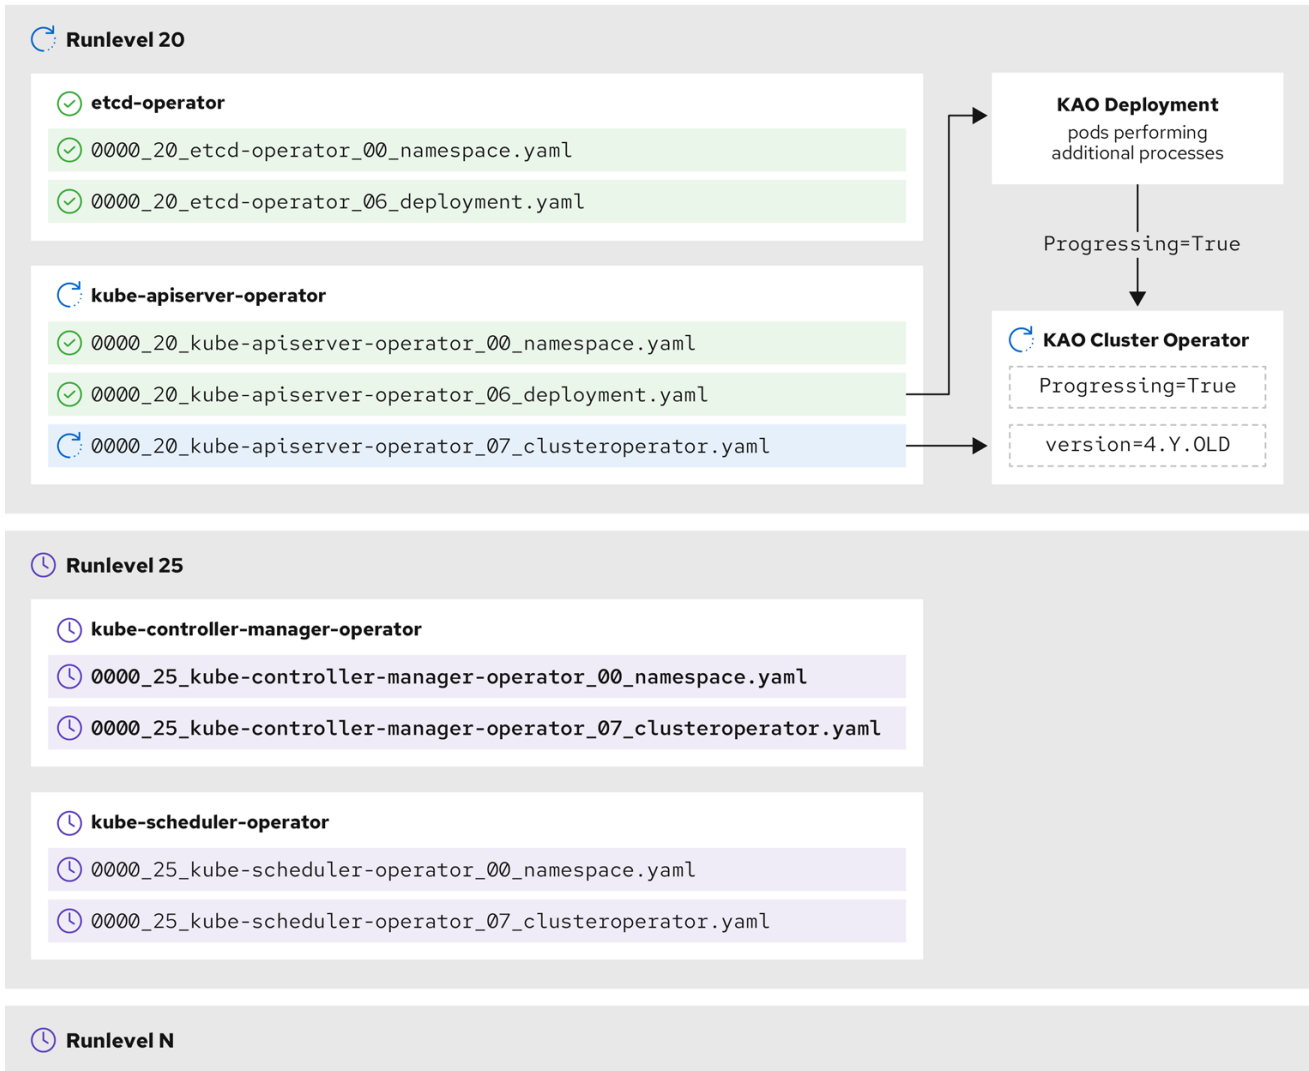 Runlevel 20
etcd-operator
0000_20_etcd-operator_00_namespace.yaml
0000_20_etcd-operator_06_deployment.yaml
kube-apiserver-operator
0000_20_kube-apiserver-operator_00_namespace.yaml
0000_20_kube-apiserver-operator_06_deployment.yaml
0000_20_kube-apiserver-operator_07_clusteroperator.yaml
KAO Deployment
pods performing
additional processes
Progressing=True
KAO Cluster Operator
Progressing=True
version=4.Y.OLD
Runlevel 25
kube-controller-manager-operator
0000_25_kube-controller-manager-operator_00_namespace.yaml
0000_25_kube-controller-manager-operator_07_clusteroperator.yaml
kube-scheduler-operator
0000_25_kube-scheduler-operator_00_namespace.yaml
0000_25_kube-scheduler-operator_07_clusteroperator.yaml
Runlevel N